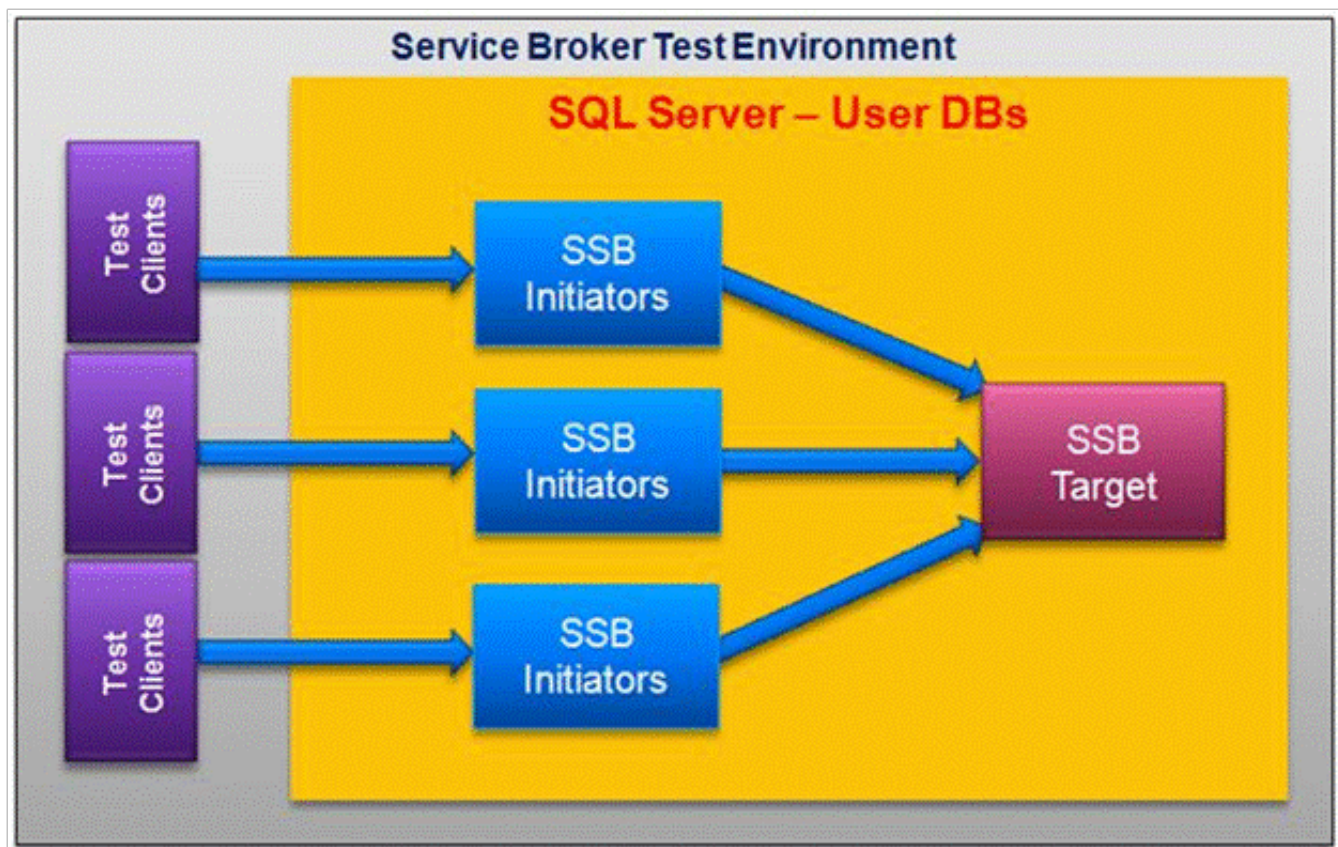 Service Broker Test Environment
SQL Server – User DBs
Test
Clients
SSB
Initiators
Test
Clients
SSB
Initiators
SSB
Target
Test
Clients
SSB
Initiators